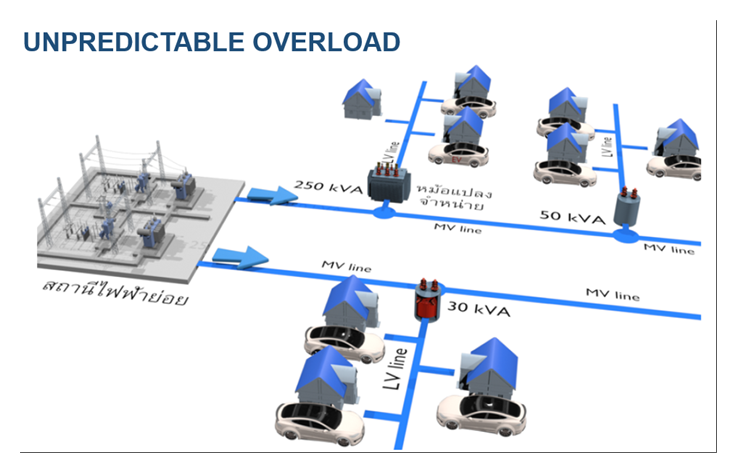 UNPREDICTABLE OVERLOAD
LV line
LV line
EV
250 kVA
หม้อแปลง
จำหน่าย
50 kVA
MV line
MV line
สถานีไฟฟ้าย่อย
MV line
MV line
30 kVA
LV line